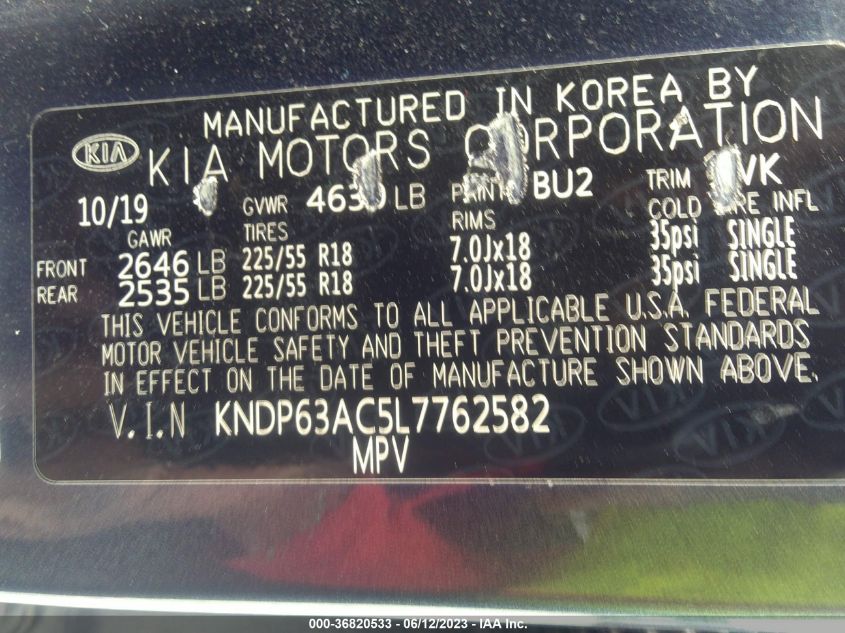 MANUFACTURED IN KOREA BY
KIA KIA MOTORS CORPORATION
10/19 GVWR 4630 LB PAINT BU2 TRIM
GAWR TIRES RIMS COLD INFL
FRONT 2646 LB 225/55 R18 7.0Jx18 35psi SINGLE
REAR 2535 LB 225/55 R18 7.0Jx18 35psi SINGLE
THIS VEHICLE CONFORMS TO ALL APPLICABLE U.S.A. FEDERAL
MOTOR VEHICLE SAFETY AND THEFT PREVENTION STANDARDS
IN EFFECT ON THE DATE OF MANUFACTURE SHOWN ABOVE.
V.I.N KNDP63AC5L7762582
MPV
000-36820533 - 06/12/2023 - IAA Inc.